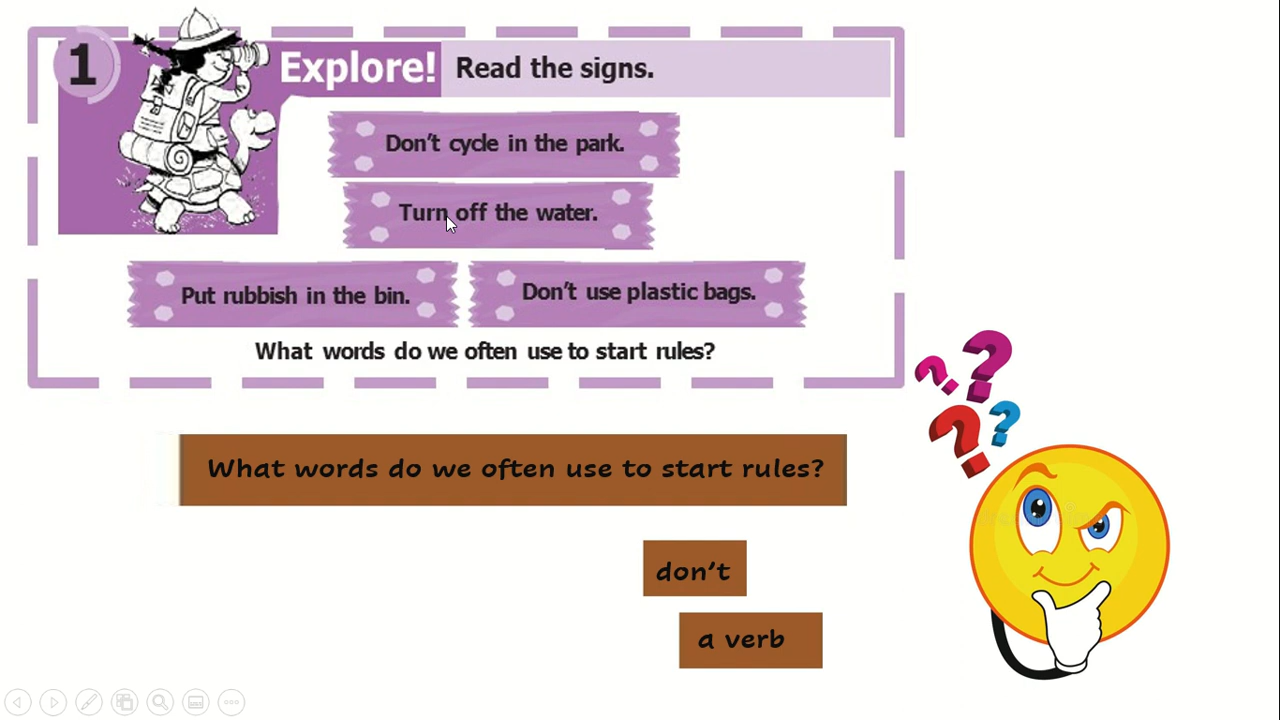 1
Explore! Read the signs.
Don't cycle in the park.
Turn off the water.
Put rubbish in the bin. Don't use plastic bags.
What words do we often use to start rules?
What words do we often use to start rules?
don't
a verb